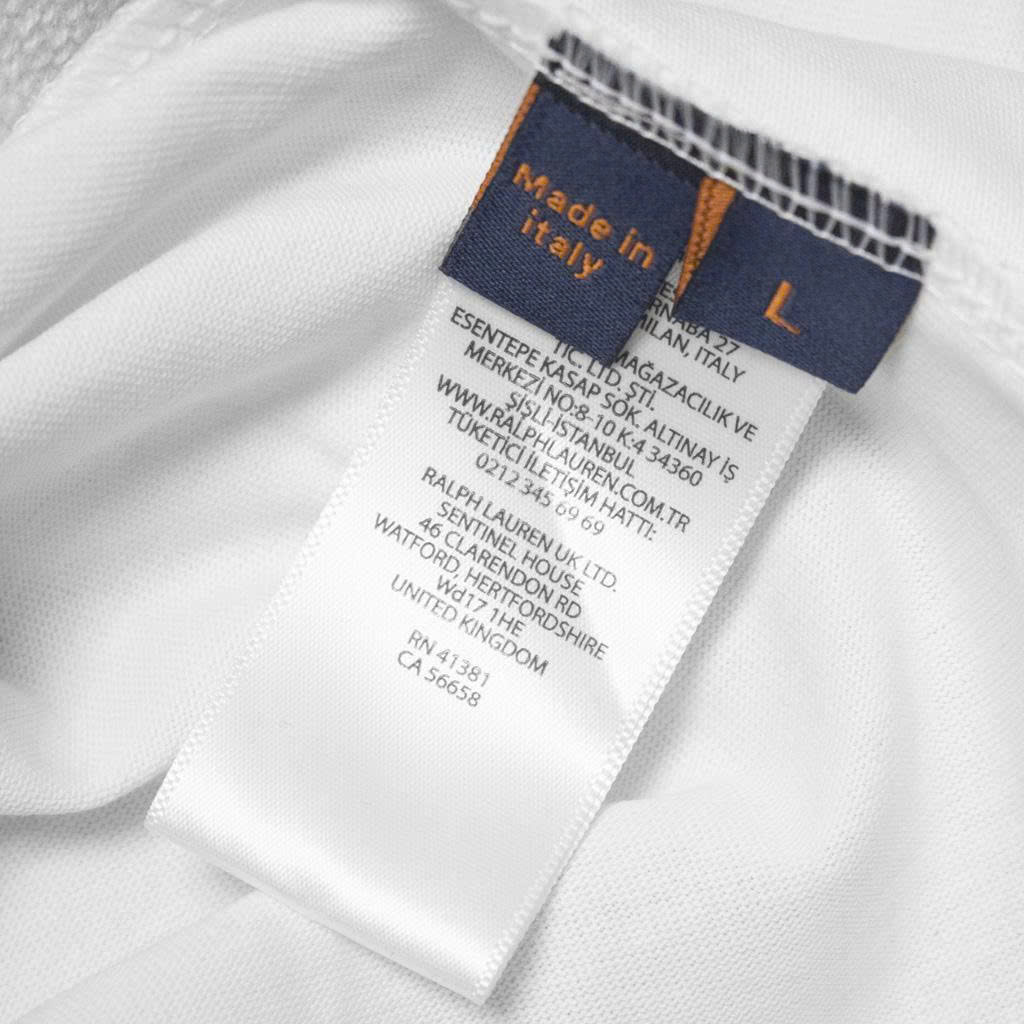 Made in
italy
L
RNABA 27
MILAN, ITALY
MAĞAZACILIK VE
TİC. LTD. ŞTİ.
ESENTEPE KASAP SOK. ALTINAY İŞ
MERKEZİ NO:8-10 K:4 34360
ŞİSLİ-İSTANBUL
WWW.RALPHLAUREN.COM.TR
TÜKETİCİ İLETİŞİM HATTI:
0212 345 69 69
RALPH LAUREN UK LTD.
SENTINEL HOUSE
46 CLARENDON RD
WATFORD, HERTFORDSHIRE
Wd17 1HE
UNITED KINGDOM
RN 41381
CA 56658